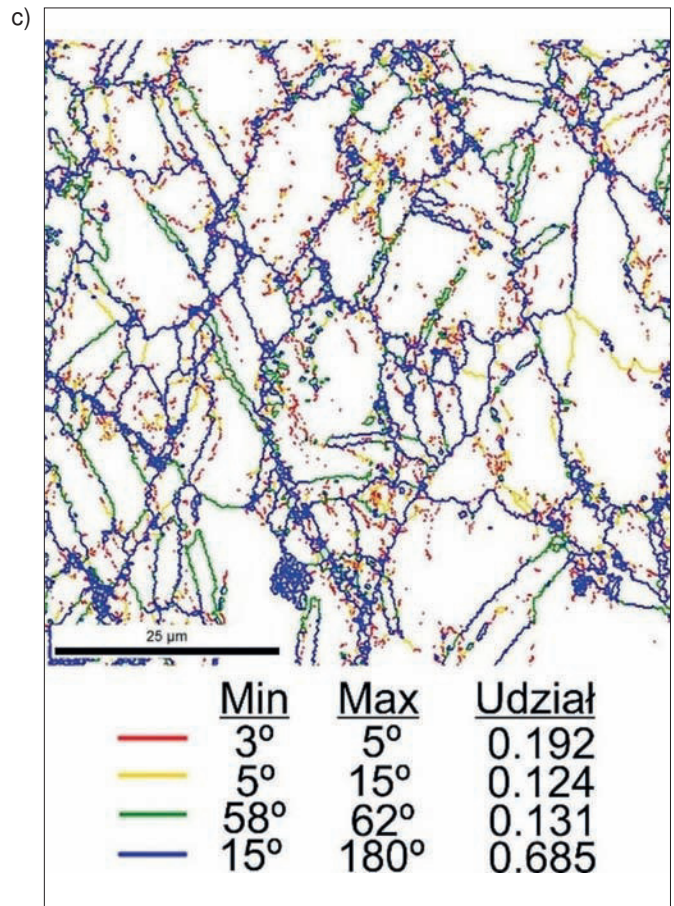 c)
25 µm
Min Max Udział
3º 5º 0.192
5º 15º 0.124
58º 62º 0.131
15º 180º 0.685